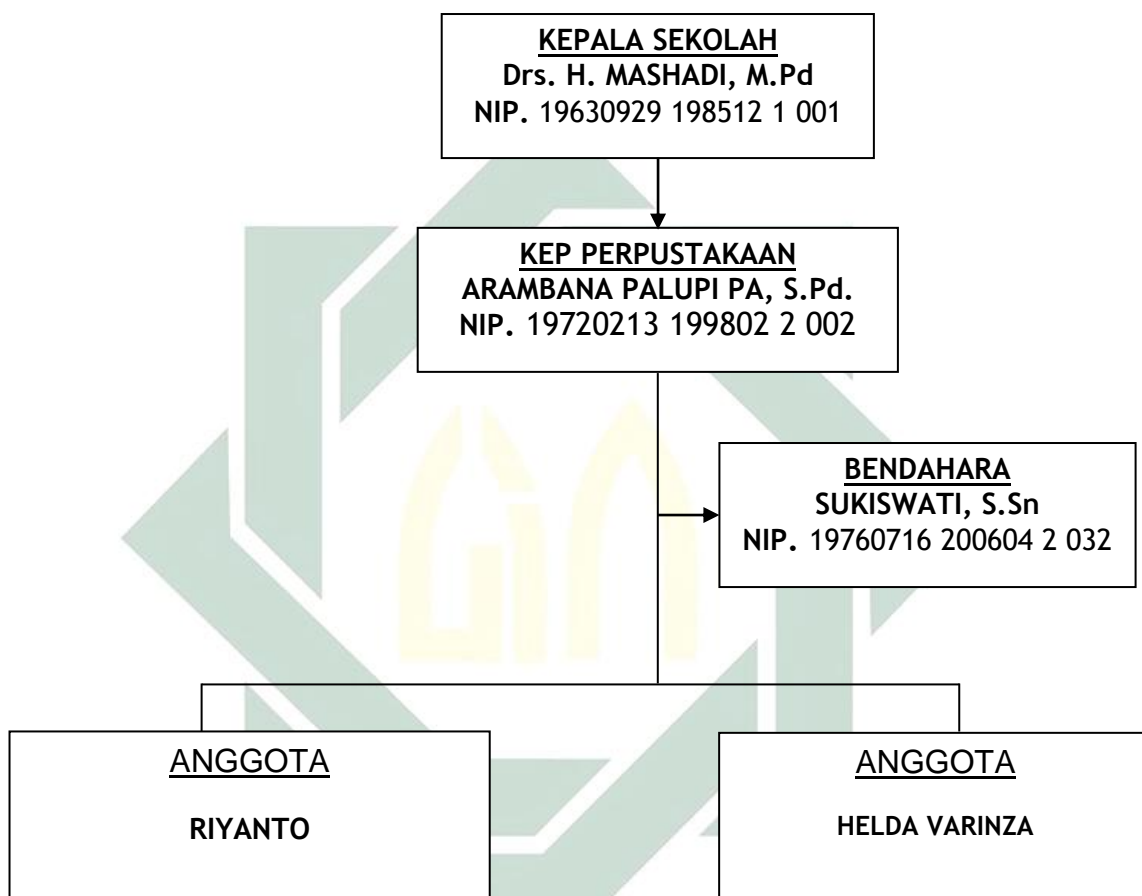 KEPALA SEKOLAH
Drs. H. MASHADI, M.Pd
NIP. 19630929 198512 1 001
KEP PERPUSTAKAAN
ARAMBANA PALUPI PA, S.Pd.
NIP. 19720213 199802 2 002
BENDAHARA
SUKISWATI, S.Sn
NIP. 19760716 200604 2 032
ANGGOTA
RIYANTO
ANGGOTA
HELDA VARINZA